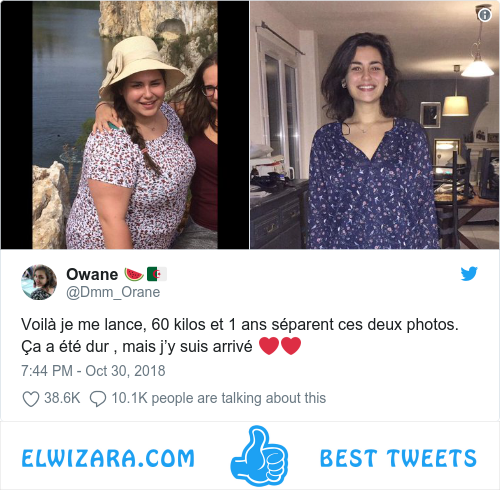 Owane 🍉🇩🇿
@Dmm_Orane
Voilà je me lance, 60 kilos et 1 ans séparent ces deux photos.
Ça a été dur , mais j’y suis arrivé ❤️❤️
7:44 PM - Oct 30, 2018
38.6K 10.1K people are talking about this
ELWIZARA.COM BEST TWEETS